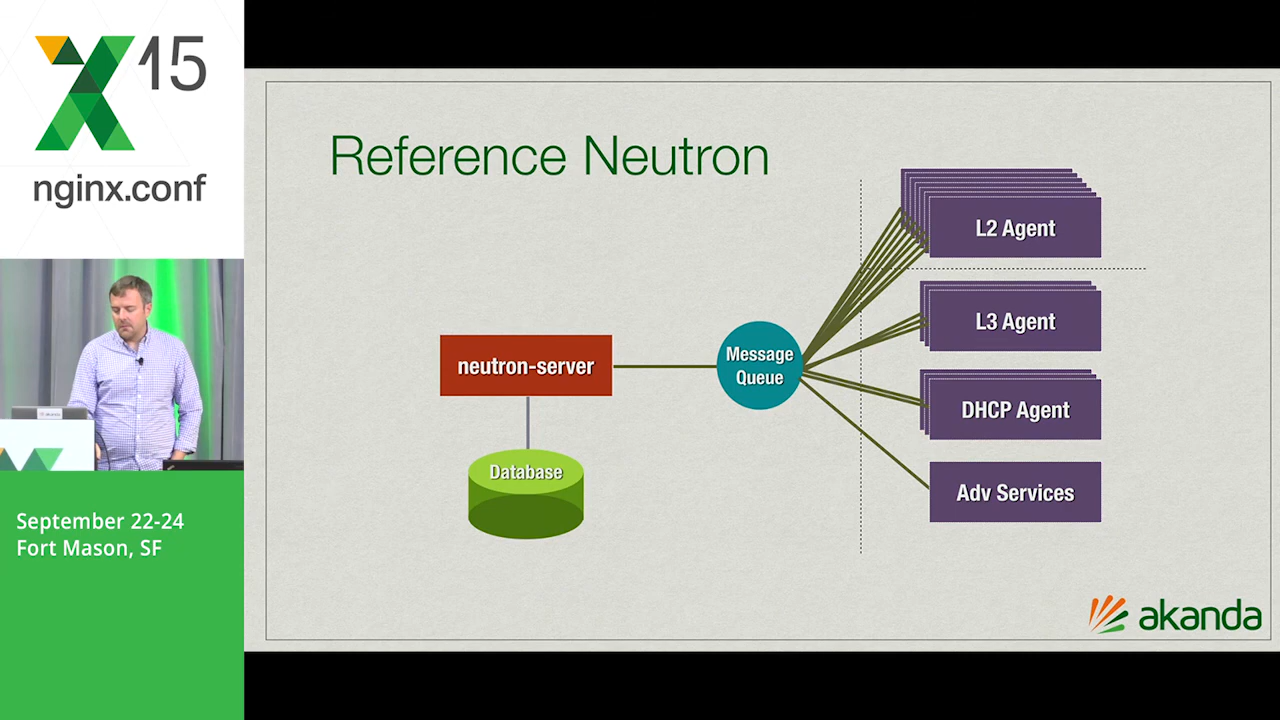 15
nginx.conf
September 22-24
Fort Mason, SF
Reference Neutron
L2 Agent
L3 Agent
neutron-server
Message
Queue
DHCP Agent
Database
Adv Services
akanda